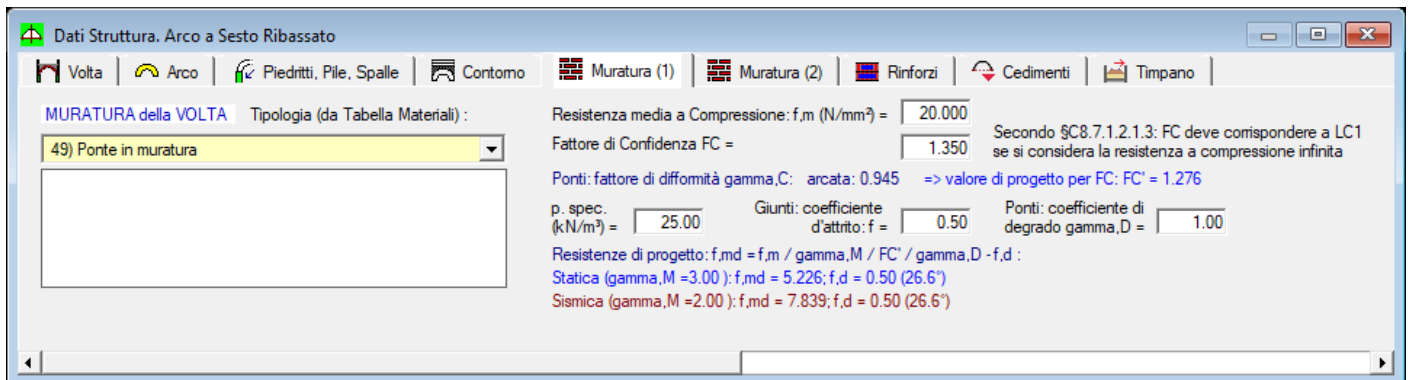 Dati Struttura. Arco a Sesto Ribassato
Volta Arco Piedritti, Pile, Spalle Contorno Muratura (1) Muratura (2) Rinforzi Cedimenti Timpano
MURATURA della VOLTA Tipologia (da Tabella Materiali) :
49) Ponte in muratura
Resistenza media a Compressione: f,m (N/mm²) = 20.000
Fattore di Confidenza FC = 1.350
Secondo §C8.7.1.2.1.3: FC deve corrispondere a LC1
se si considera la resistenza a compressione infinita
Ponti: fattore di difformità gamma,C: arcata: 0.945 => valore di progetto per FC: FC' = 1.276
p. spec.
(kN/m³) = 25.00
Giunti: coefficiente
d'attrito: f = 0.50
Ponti: coefficiente di
degrado gamma,D = 1.00
Resistenze di progetto: f,md = f,m / gamma,M / FC' / gamma,D - f,d :
Statica (gamma,M =3.00 ): f,md = 5.226; f,d = 0.50 (26.6°)
Sismica (gamma,M =2.00 ): f,md = 7.839; f,d = 0.50 (26.6°)